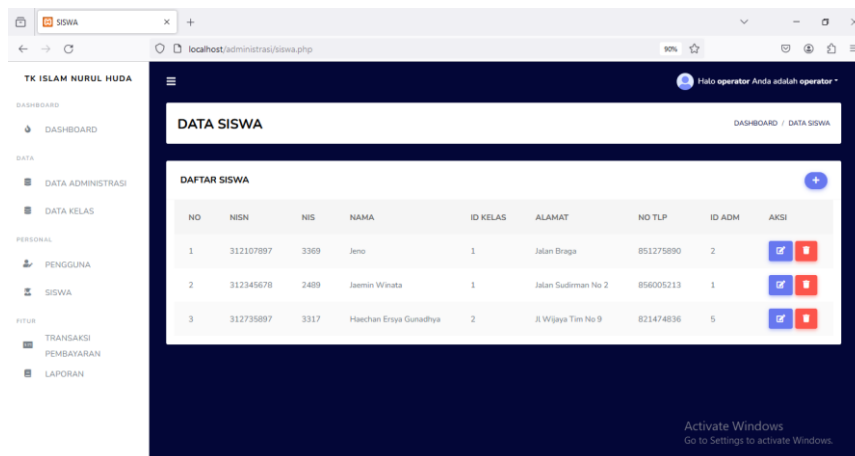 SISWA
localhost/administrasi/siswa.php
90%
TK ISLAM NURUL HUDA
Halo operator Anda adalah operator
DASHBOARD
DASHBOARD
DATA
DATA ADMINISTRASI
DATA KELAS
PERSONAL
PENGGUNA
SISWA
FITUR
TRANSAKSI
PEMBAYARAN
LAPORAN
DATA SISWA
DASHBOARD / DATA SISWA
DAFTAR SISWA
NO NISN NIS NAMA ID KELAS ALAMAT NO TLP ID ADM AKSI
1 312107897 3369 Jeno 1 Jalan Braga 851275890 2
2 312345678 2489 Jaemin Winata 1 Jalan Sudirman No 2 856005213 1
3 312735897 3317 Haechan Ersya Gunadhya 2 Jl Wijaya Tim No 9 821474836 5
Activate Windows
Go to Settings to activate Windows.